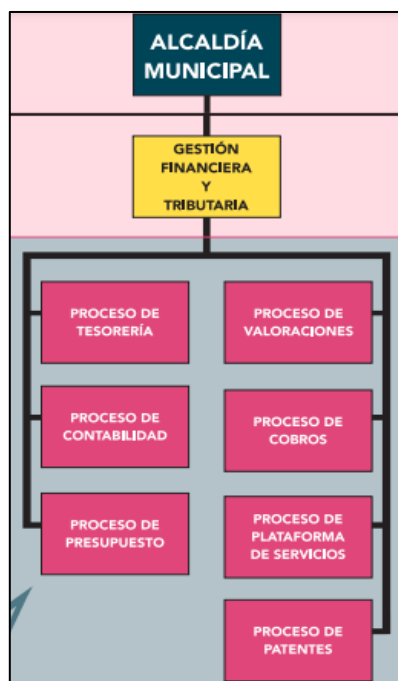 ALCALDÍA
MUNICIPAL
GESTIÓN
FINANCIERA
Y
TRIBUTARIA
PROCESO DE
TESORERÍA
PROCESO DE
CONTABILIDAD
PROCESO DE
PRESUPUESTO
PROCESO DE
VALORACIONES
PROCESO DE
COBROS
PROCESO DE
PLATAFORMA
DE SERVICIOS
PROCESO DE
PATENTES